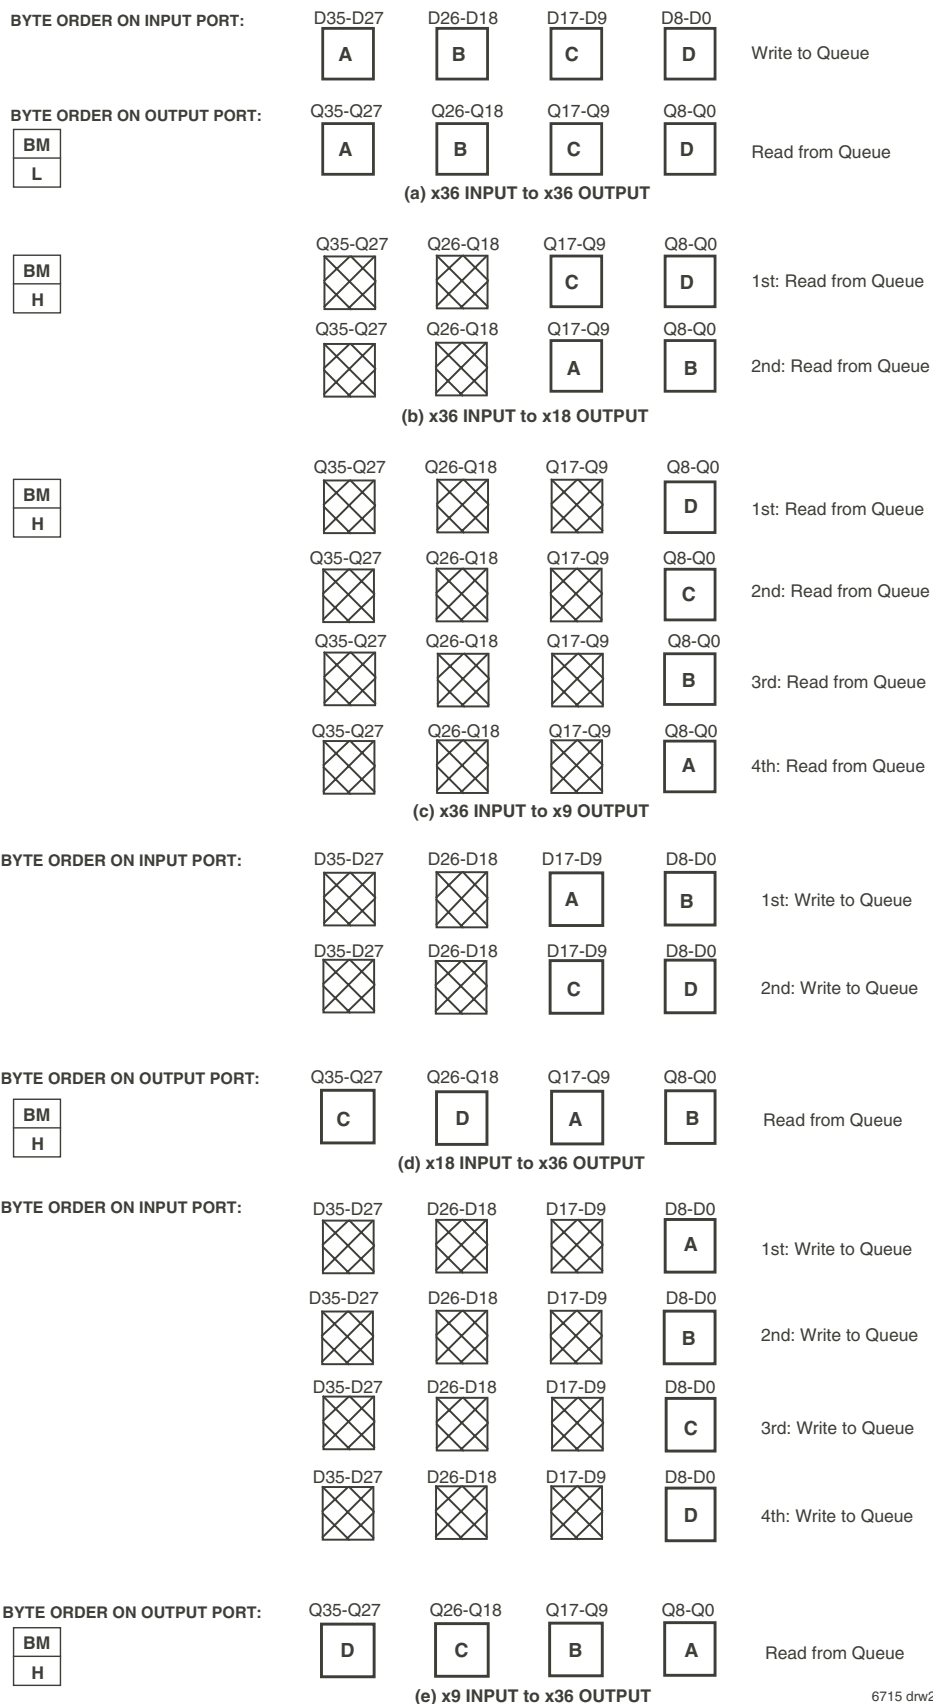 BYTE ORDER ON INPUT PORT: D35-D27 D26-D18 D17-D9 D8-D0
A B C D Write to Queue
BYTE ORDER ON OUTPUT PORT: Q35-Q27 Q26-Q18 Q17-Q9 Q8-Q0
BM
L
A B C D Read from Queue
(a) x36 INPUT to x36 OUTPUT
Q35-Q27 Q26-Q18 Q17-Q9 Q8-Q0
BM
H
C D 1st: Read from Queue
Q35-Q27 Q26-Q18 Q17-Q9 Q8-Q0
A B 2nd: Read from Queue
(b) x36 INPUT to x18 OUTPUT
Q35-Q27 Q26-Q18 Q17-Q9 Q8-Q0
BM
H
D 1st: Read from Queue
Q35-Q27 Q26-Q18 Q17-Q9 Q8-Q0
C 2nd: Read from Queue
Q35-Q27 Q26-Q18 Q17-Q9 Q8-Q0
B 3rd: Read from Queue
Q35-Q27 Q26-Q18 Q17-Q9 Q8-Q0
A 4th: Read from Queue
(c) x36 INPUT to x9 OUTPUT
BYTE ORDER ON INPUT PORT: D35-D27 D26-D18 D17-D9 D8-D0
A B 1st: Write to Queue
D35-D27 D26-D18 D17-D9 D8-D0
C D 2nd: Write to Queue
BYTE ORDER ON OUTPUT PORT: Q35-Q27 Q26-Q18 Q17-Q9 Q8-Q0
BM
H
C D A B Read from Queue
(d) x18 INPUT to x36 OUTPUT
BYTE ORDER ON INPUT PORT: D35-D27 D26-D18 D17-D9 D8-D0
A 1st: Write to Queue
D35-D27 D26-D18 D17-D9 D8-D0
B 2nd: Write to Queue
D35-D27 D26-D18 D17-D9 D8-D0
C 3rd: Write to Queue
D35-D27 D26-D18 D17-D9 D8-D0
D 4th: Write to Queue
BYTE ORDER ON OUTPUT PORT: Q35-Q27 Q26-Q18 Q17-Q9 Q8-Q0
BM
H
D C B A Read from Queue
(e) x9 INPUT to x36 OUTPUT
6715 drw2